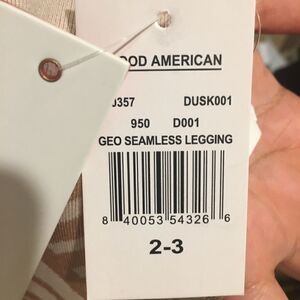 OOD AMERICAN
0357 DUSK001
950 D001
GEO SEAMLESS LEGGING
8 40053 54326 6
2-3